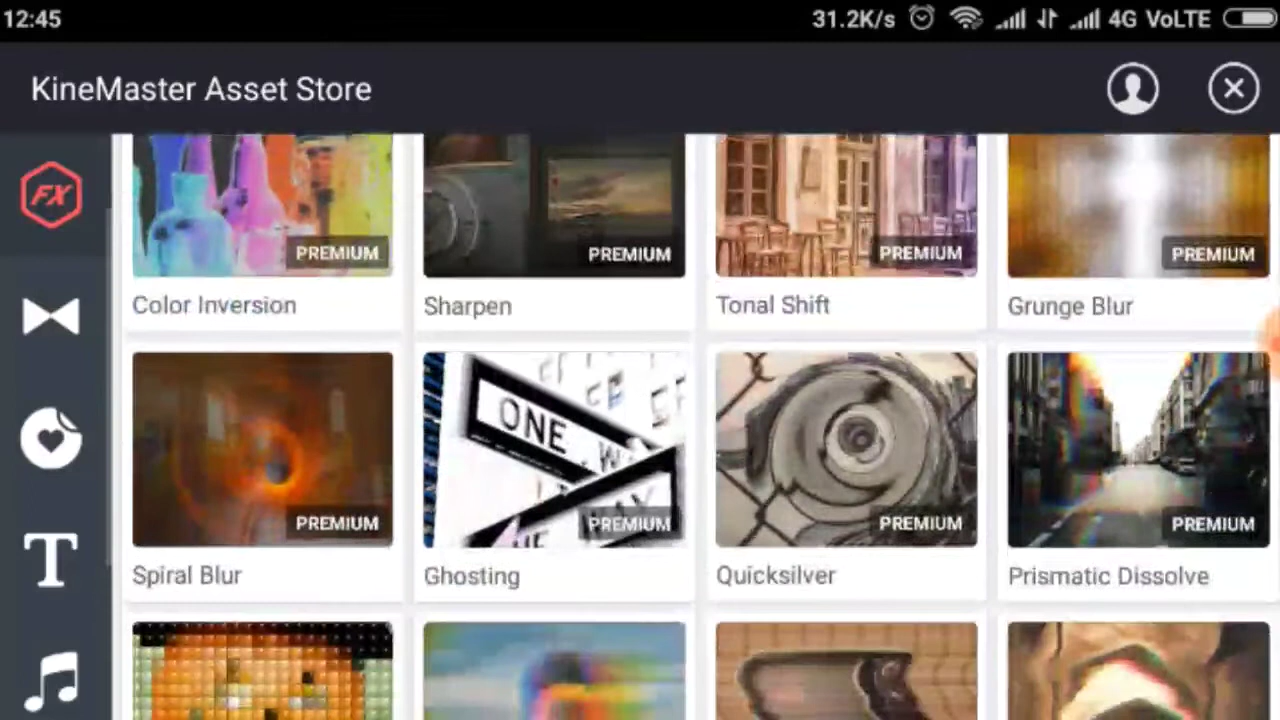 12:45 31.2K/s 4G VoLTE
KineMaster Asset Store
FX
PREMIUM PREMIUM PREMIUM PREMIUM
Color Inversion Sharpen Tonal Shift Grunge Blur
ONE WAY
PREMIUM PREMIUM PREMIUM PREMIUM
Spiral Blur Ghosting Quicksilver Prismatic Dissolve
T